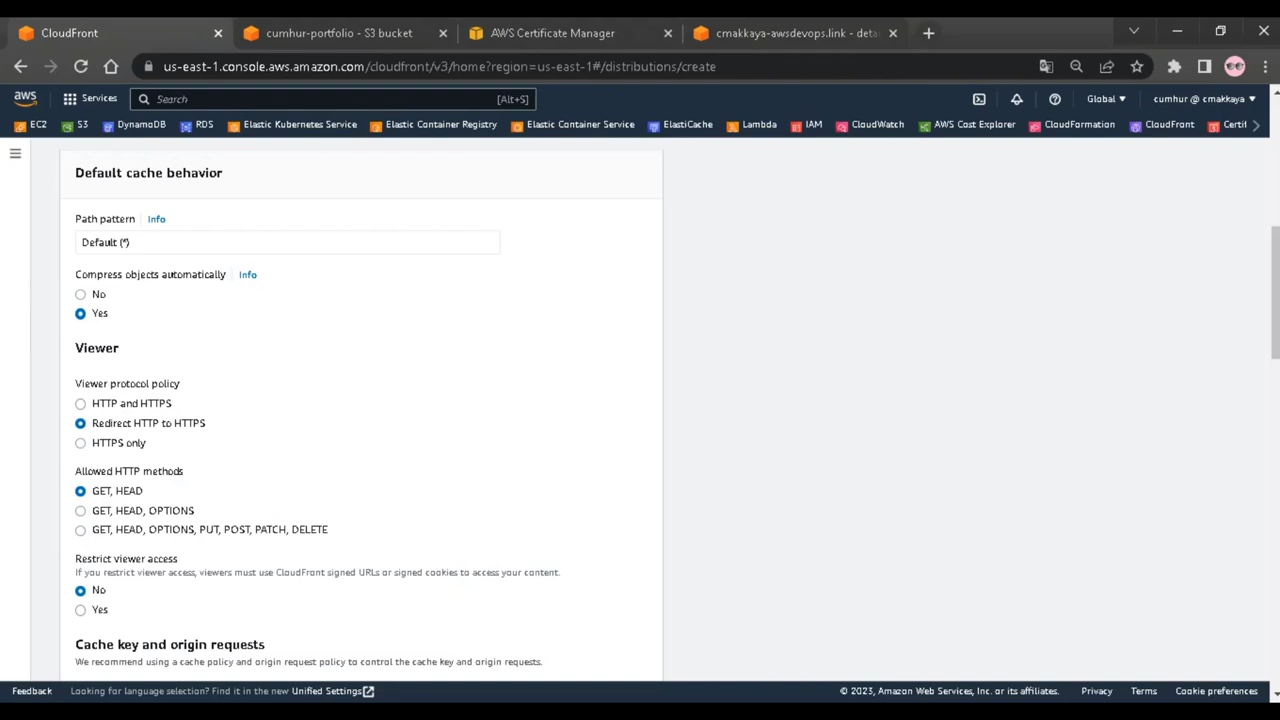 CloudFront
cumhur-portfolio - S3 bucket
AWS Certificate Manager
cmakkaya-awsdevops.link - deta
us-east-1.console.aws.amazon.com/cloudfront/v3/home?region=us-east-1#/distributions/create
aws
Services
Search
[Alt+S]
Global
cumhur @ cmakkaya
EC2
S3
DynamoDB
RDS
Elastic Kubernetes Service
Elastic Container Registry
Elastic Container Service
ElastiCache
Lambda
IAM
CloudWatch
AWS Cost Explorer
CloudFormation
CloudFront
Certifi
Default cache behavior
Path pattern
Info
Default (*)
Compress objects automatically
Info
No
Yes
Viewer
Viewer protocol policy
HTTP and HTTPS
Redirect HTTP to HTTPS
HTTPS only
Allowed HTTP methods
GET, HEAD
GET, HEAD, OPTIONS
GET, HEAD, OPTIONS, PUT, POST, PATCH, DELETE
Restrict viewer access
If you restrict viewer access, viewers must use CloudFront signed URLs or signed cookies to access your content.
No
Yes
Cache key and origin requests
We recommend using a cache policy and origin request policy to control the cache key and origin requests.
Feedback
Looking for language selection? Find it in the new Unified Settings
© 2023, Amazon Web Services, Inc. or its affiliates.
Privacy
Terms
Cookie preferences